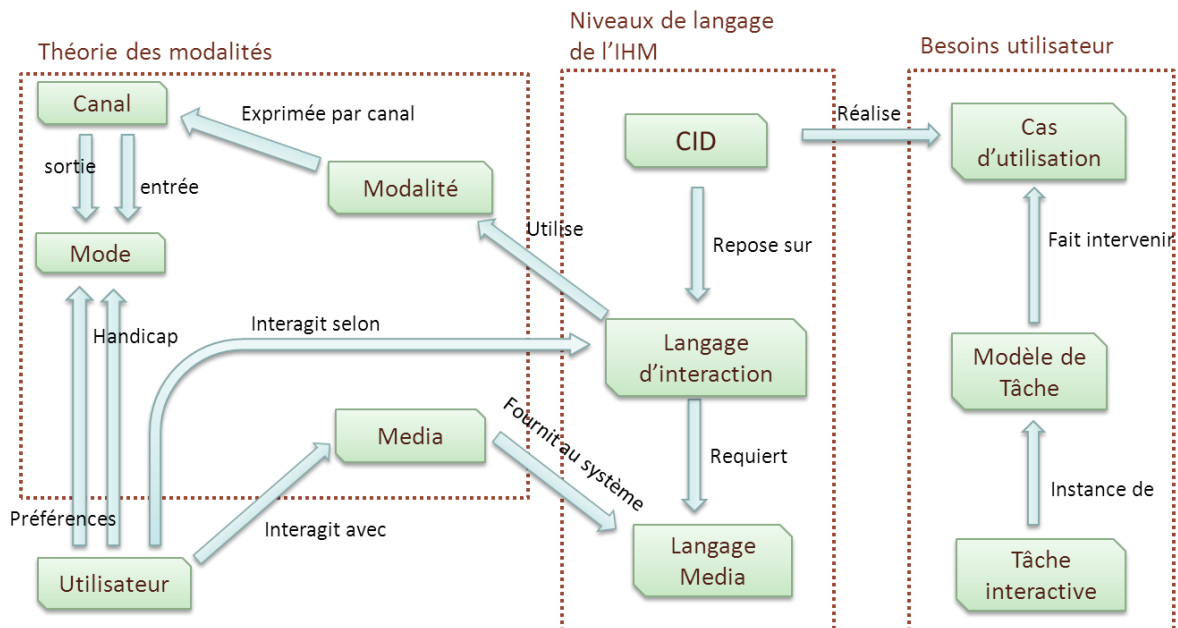 Niveaux de langage
de l'IHM
Théorie des modalités
Besoins utilisateur
Canal
Exprimée par canal
Réalise
Cas
d'utilisation
CID
sortie
entrée
Modalité
Utilise
Repose sur
Fait intervenir
Mode
Handicap
Interagit selon
Langage
d'interaction
Modèle de
Tâche
Media
Fournit au système
Requiert
Instance de
Préférences
Interagit avec
Langage
Media
Tâche
interactive
Utilisateur